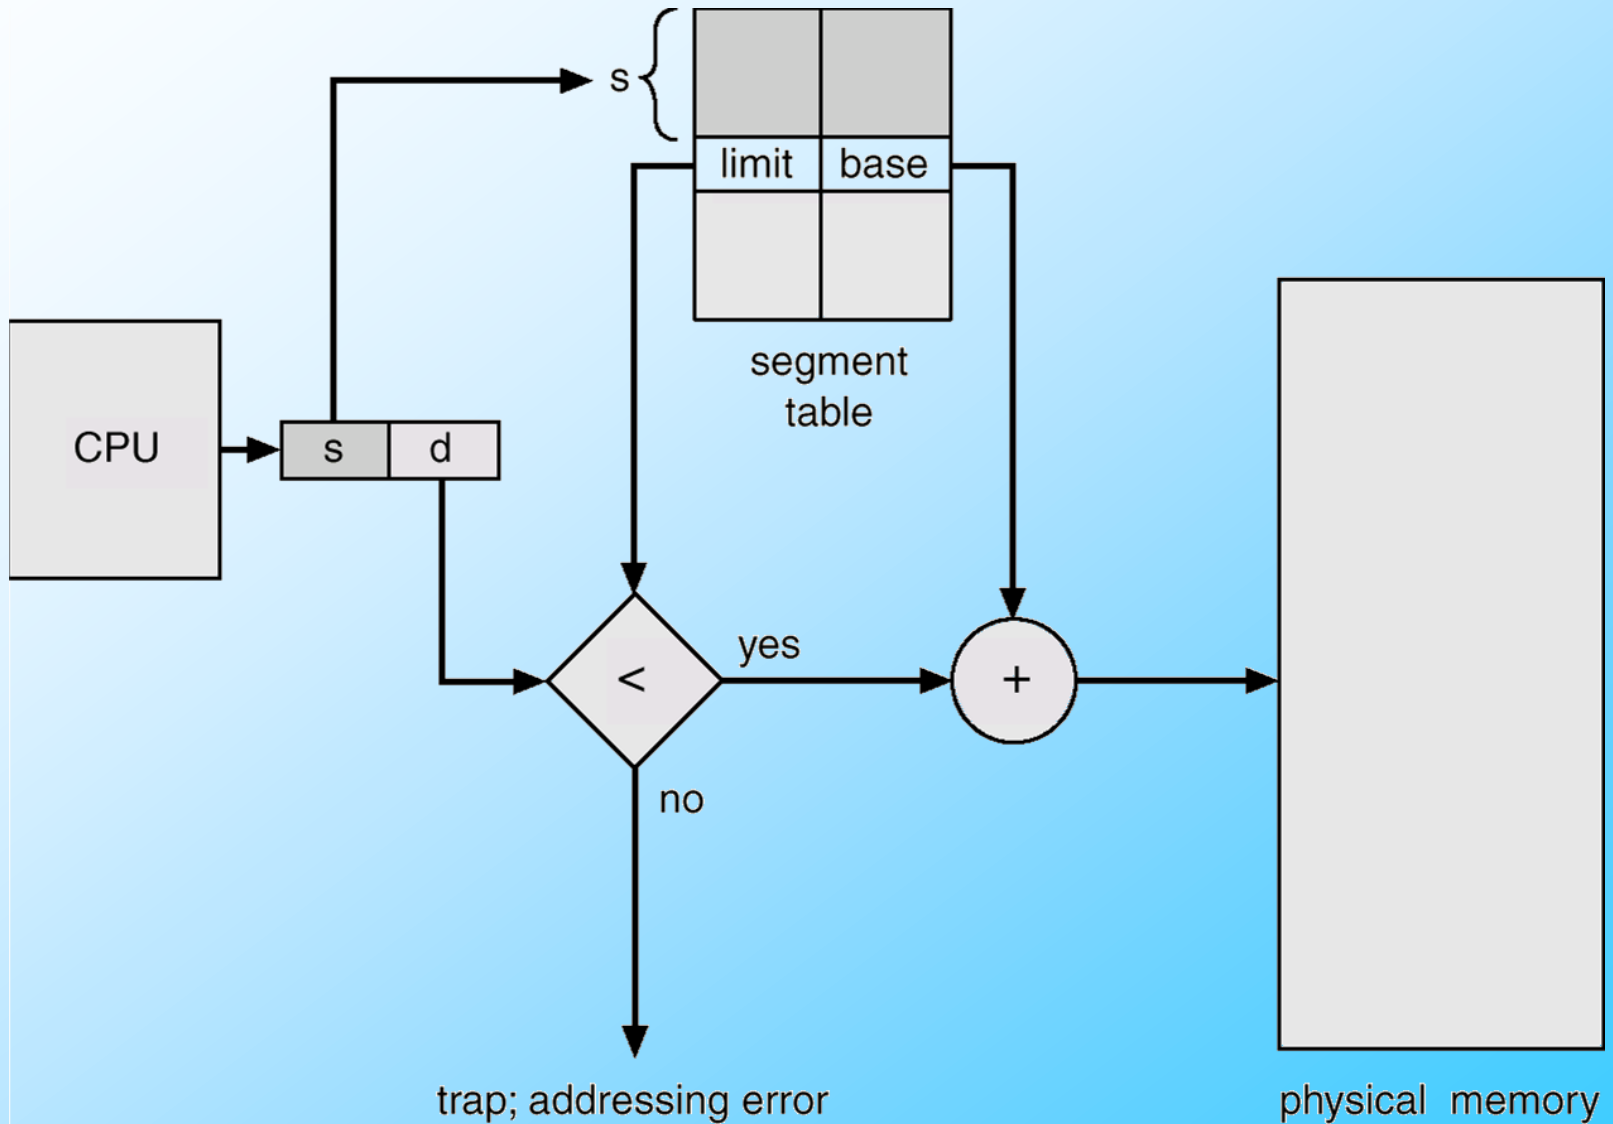 s
limit base
segment
table
CPU
s d
<
yes
+
no
trap; addressing error
physical memory